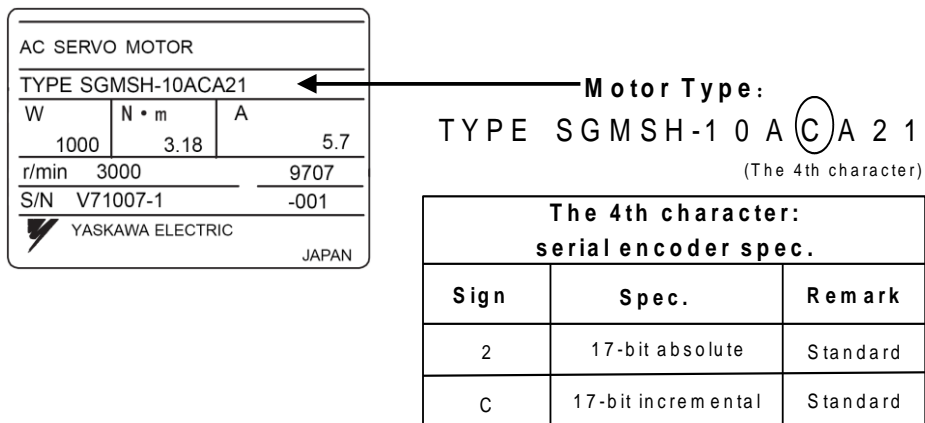 AC SERVO MOTOR
TYPE SGMSH-10ACA21
W N・m A
1000 3.18 5.7
r/min 3000 9707
S/N V71007-1 -001
YASKAWA ELECTRIC
JAPAN
Motor Type:
TYPE SGMSH-10ACA21
(The 4th character)
The 4th character:
serial encoder spec.
Sign Spec. Remark
2 17-bit absolute Standard
C 17-bit incremental Standard